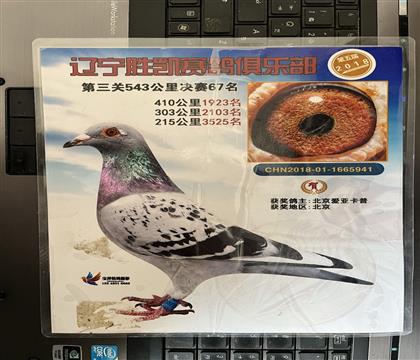 第五届
2018
辽宁胜凯赛鸽俱乐部
第三关543公里决赛67名
410公里1923名
303公里2103名
215公里3525名
CHN2018-01-1665941
获奖鸽主:北京爱亚卡普
获奖地区:北京